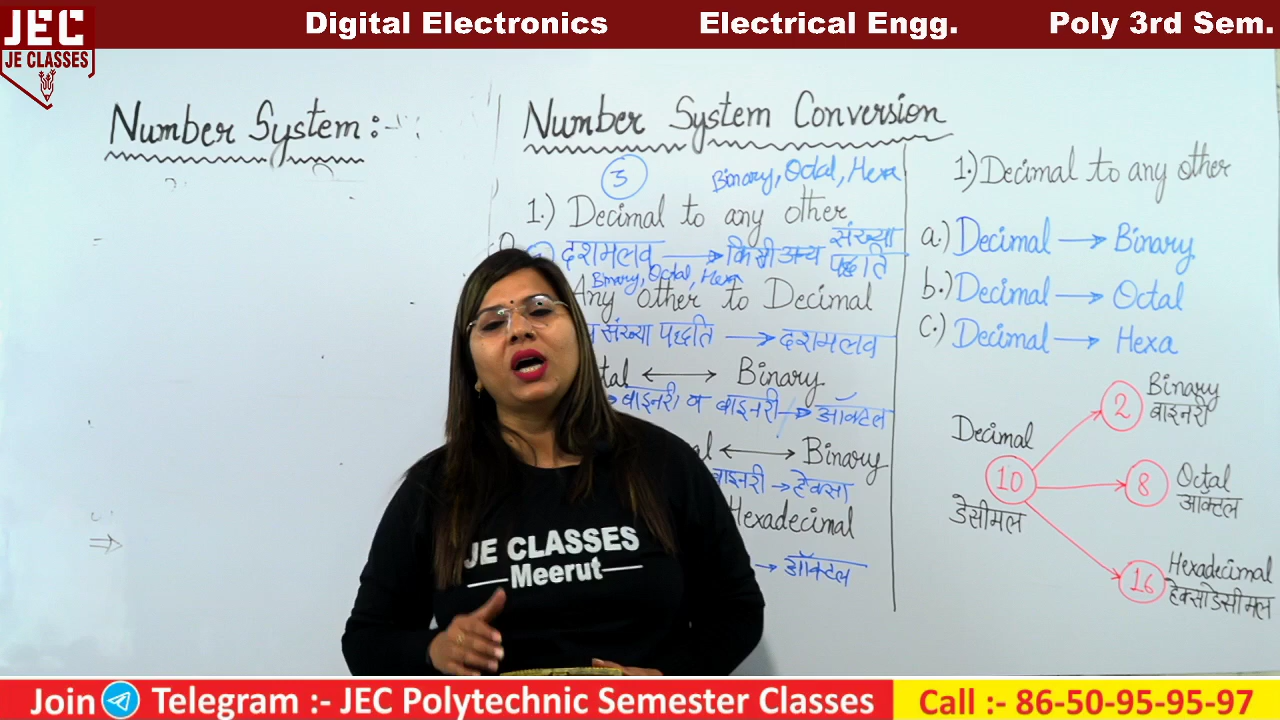 JEC
JE CLASSES
Digital Electronics
Electrical Engg.
Poly 3rd Sem.
Number System:-
Number System Conversion
5
Binary, Octal, Hexa
1.) Decimal to any other
दशमलव → किसी अन्य संख्या पद्धति
Binary, Octal, Hexa
Any other to Decimal
संख्या पद्धति → दशमलव
↔ Binary
बाइनरी व बाइनरी → ऑक्टल
↔ Binary
बाइनरी → हेक्सा
Hexadecimal
→ ऑक्टल
1.) Decimal to any other
a.) Decimal → Binary
b.) Decimal → Octal
C.) Decimal → Hexa
Decimal
10
डेसीमल
2
Binary
बाइनरी
8
Octal
ऑक्टल
16
Hexadecimal
हेक्साडेसीमल
⇒
JE CLASSES
Meerut
Join Telegram :- JEC Polytechnic Semester Classes
Call :- 86-50-95-95-97